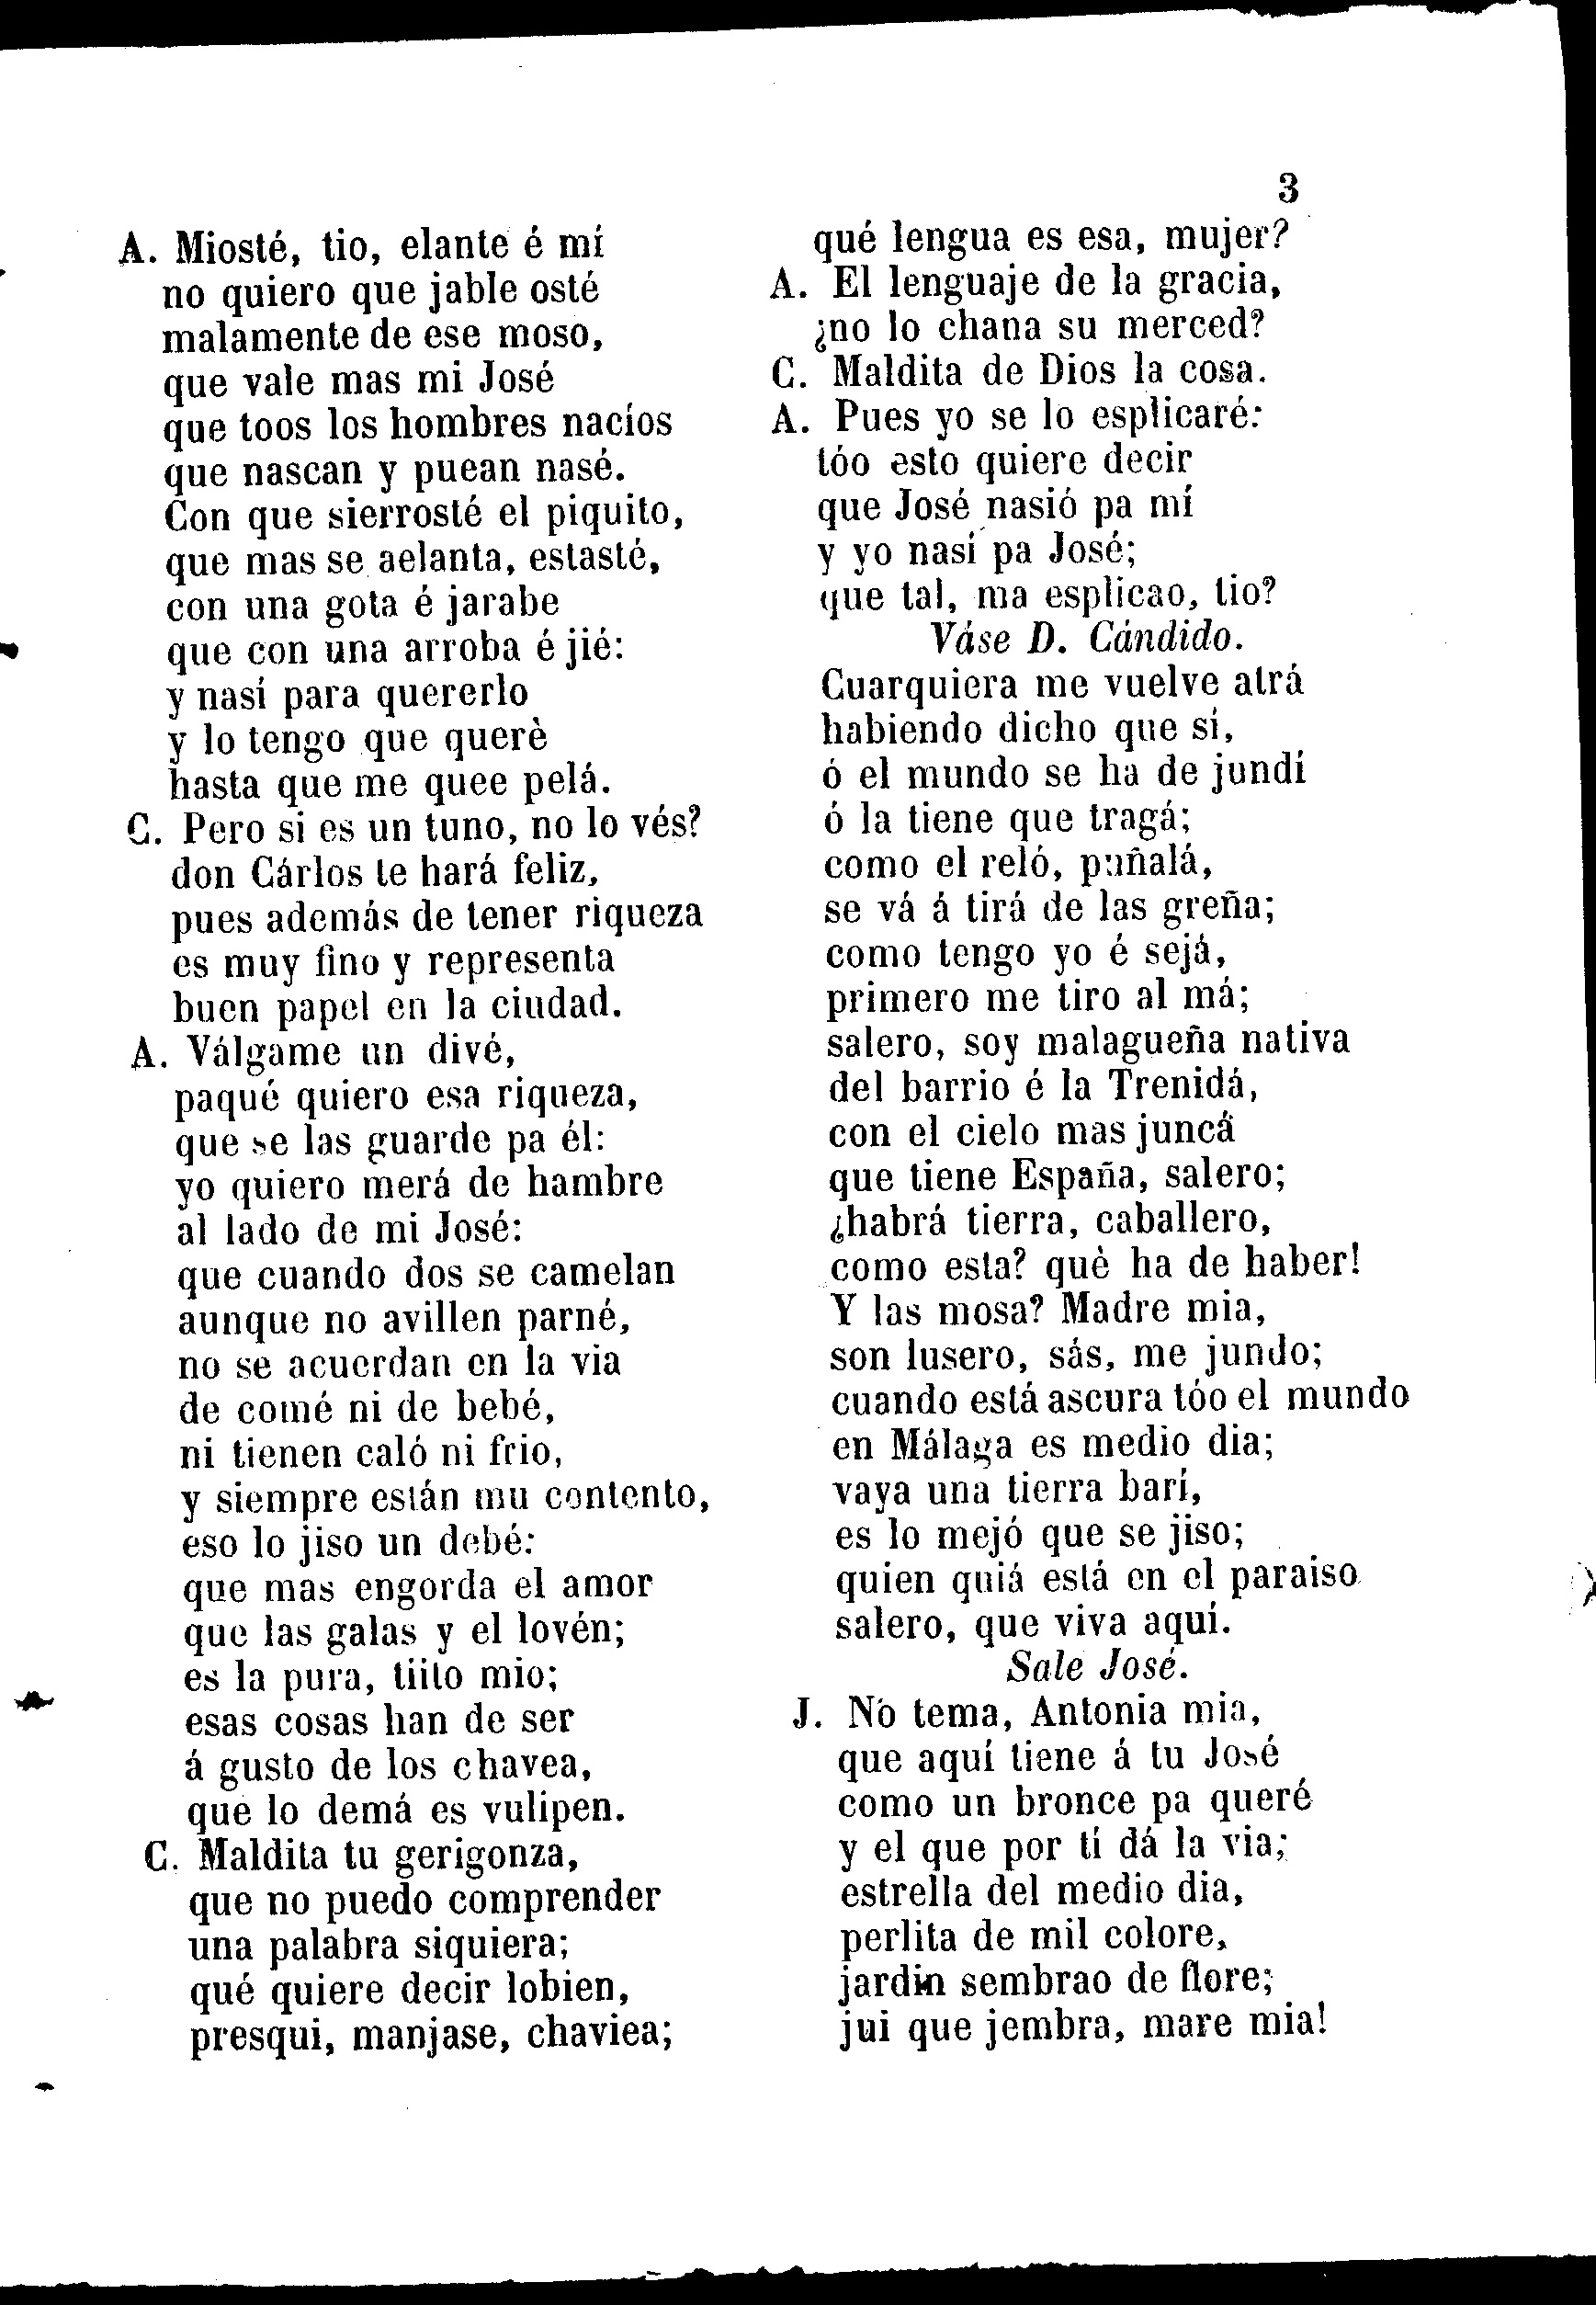 3
A. Miosté, tio, elante é mí
no quiero que jable osté
malamente de ese moso,
que vale mas mi José
que toos los hombres nacíos
que nascan y puean nasé.
Con que sierrosté el piquito,
que mas se aelanta, estasté,
con una gota é jarabe
que con una arroba é jié:
y nasí para quererlo
y lo tengo que querè
hasta que me quee pelá.
C. Pero si es un tuno, no lo vés?
don Cárlos te hará feliz,
pues además de tener riqueza
es muy fino y representa
buen papel en la ciudad.
A. Válgame un divé,
paqué quiero esa riqueza,
que se las guarde pa él:
yo quiero merá de hambre
al lado de mi José:
que cuando dos se camelan
aunque no avillen parné,
no se acuerdan en la via
de comé ni de bebé,
ni tienen caló ni frio,
y siempre están mu contento,
eso lo jiso un debé:
que mas engorda el amor
que las galas y el lovén;
es la pura, tiito mio;
esas cosas han de ser
á gusto de los chavea,
que lo demá es vulipen.
C. Maldita tu gerigonza,
que no puedo comprender
una palabra siquiera;
qué quiere decir lobien,
presqui, manjase, chaviea;
qué lengua es esa, mujer?
A. El lenguaje de la gracia,
¿no lo chana su merced?
C. Maldita de Dios la cosa.
A. Pues yo se lo esplicaré:
tóo esto quiere decir
que José nasió pa mí
y yo nasí pa José;
que tal, ma esplicao, tio?
Váse D. Cándido.
Cuarquiera me vuelve atrá
habiendo dicho que sí,
ó el mundo se ha de jundí
ó la tiene que tragá;
como el reló, puñalá,
se vá á tirá de las greña;
como tengo yo é sejá,
primero me tiro al má;
salero, soy malagueña nativa
del barrio é la Trenidá,
con el cielo mas juncá
que tiene España, salero;
¿habrá tierra, caballero,
como esta? què ha de haber!
Y las mosa? Madre mia,
son lusero, sás, me jundo;
cuando está ascura tóo el mundo
en Málaga es medio dia;
vaya una tierra barí,
es lo mejó que se jiso;
quien quiá está en el paraiso
salero, que viva aquí.
Sale José.
J. No tema, Antonia mia,
que aquí tiene á tu José
como un bronce pa queré
y el que por tí dá la via;
estrella del medio dia,
perlita de mil colore,
jardin sembrao de flore;
jui que jembra, mare mia!